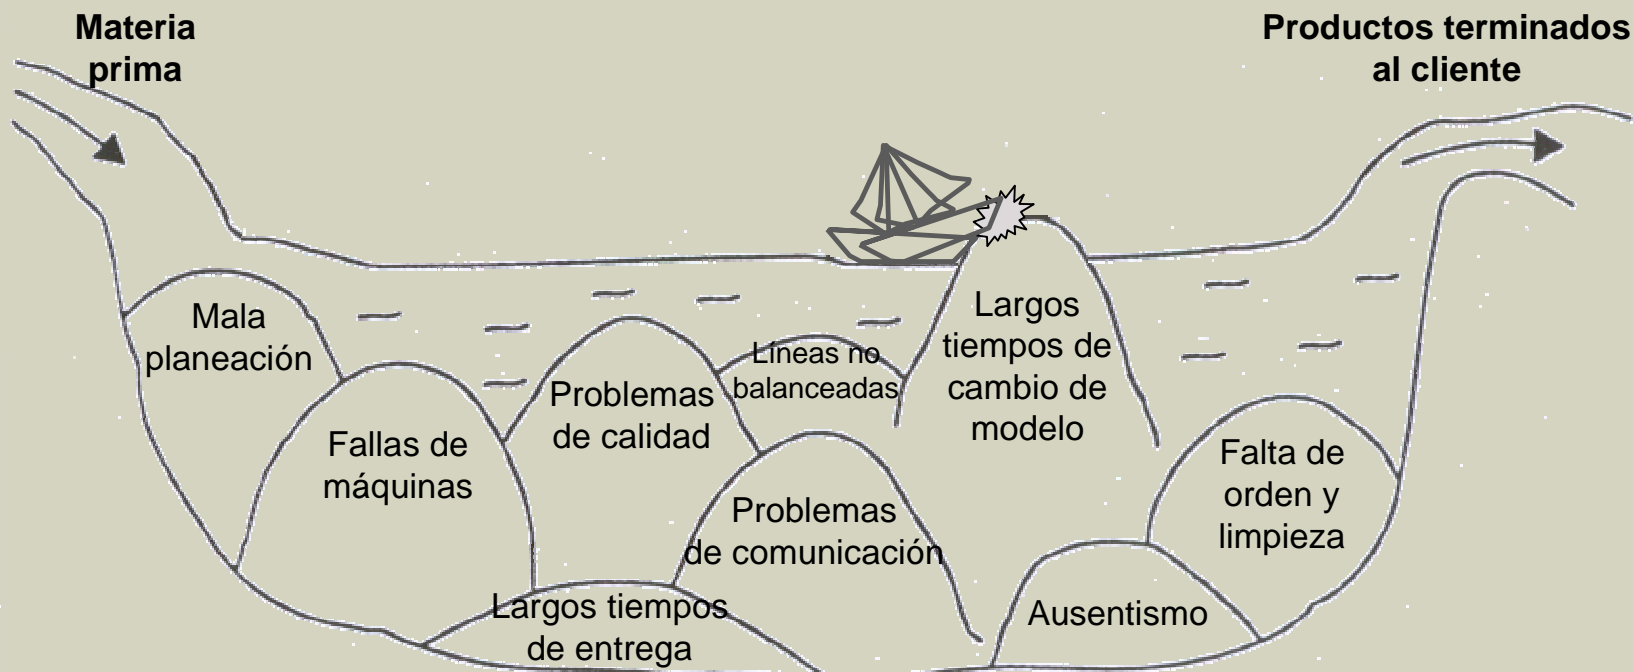 Materia
prima
Productos terminados
al cliente
Mala
planeación
Fallas de
máquinas
Problemas
de calidad
Líneas no
balanceadas
Largos
tiempos de
cambio de
modelo
Problemas
de comunicación
Falta de
orden y
limpieza
Largos tiempos
de entrega
Ausentismo